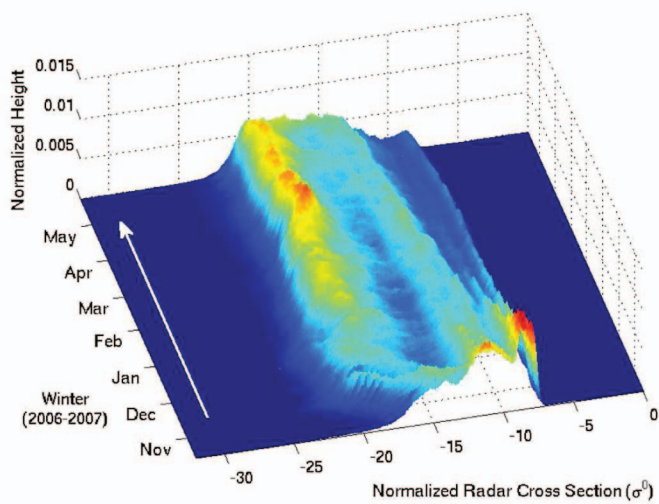 Normalized Height
0.015
0.01
0.005
0
May
Apr
Mar
Feb
Jan
Dec
Nov
Winter
(2006-2007)
-30
-25
-20
-15
-10
-5
0
Normalized Radar Cross Section (σ⁰)